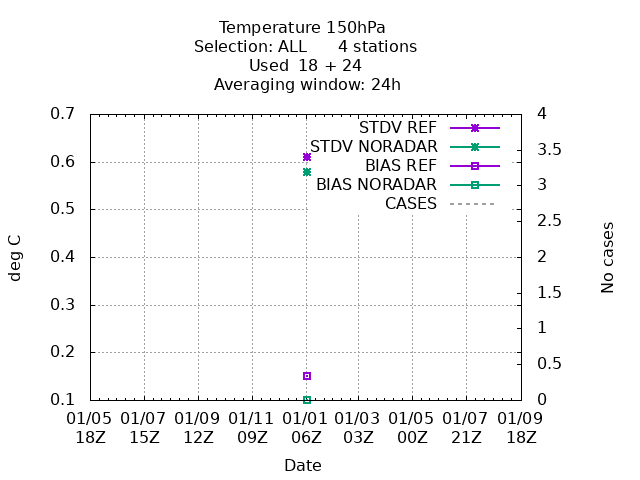 Temperature 150hPa
Selection: ALL      4 stations
Used  18 + 24
Averaging window: 24h
STDV REF
STDV NORADAR
BIAS REF
BIAS NORADAR
CASES
deg C
0.7
0.6
0.5
0.4
0.3
0.2
0.1
4
3.5
3
2.5
2
1.5
1
0.5
0
No cases
01/05 01/07 01/09 01/11 01/01 01/03 01/05 01/07 01/09
18Z 15Z 12Z 09Z 06Z 03Z 00Z 21Z 18Z
Date